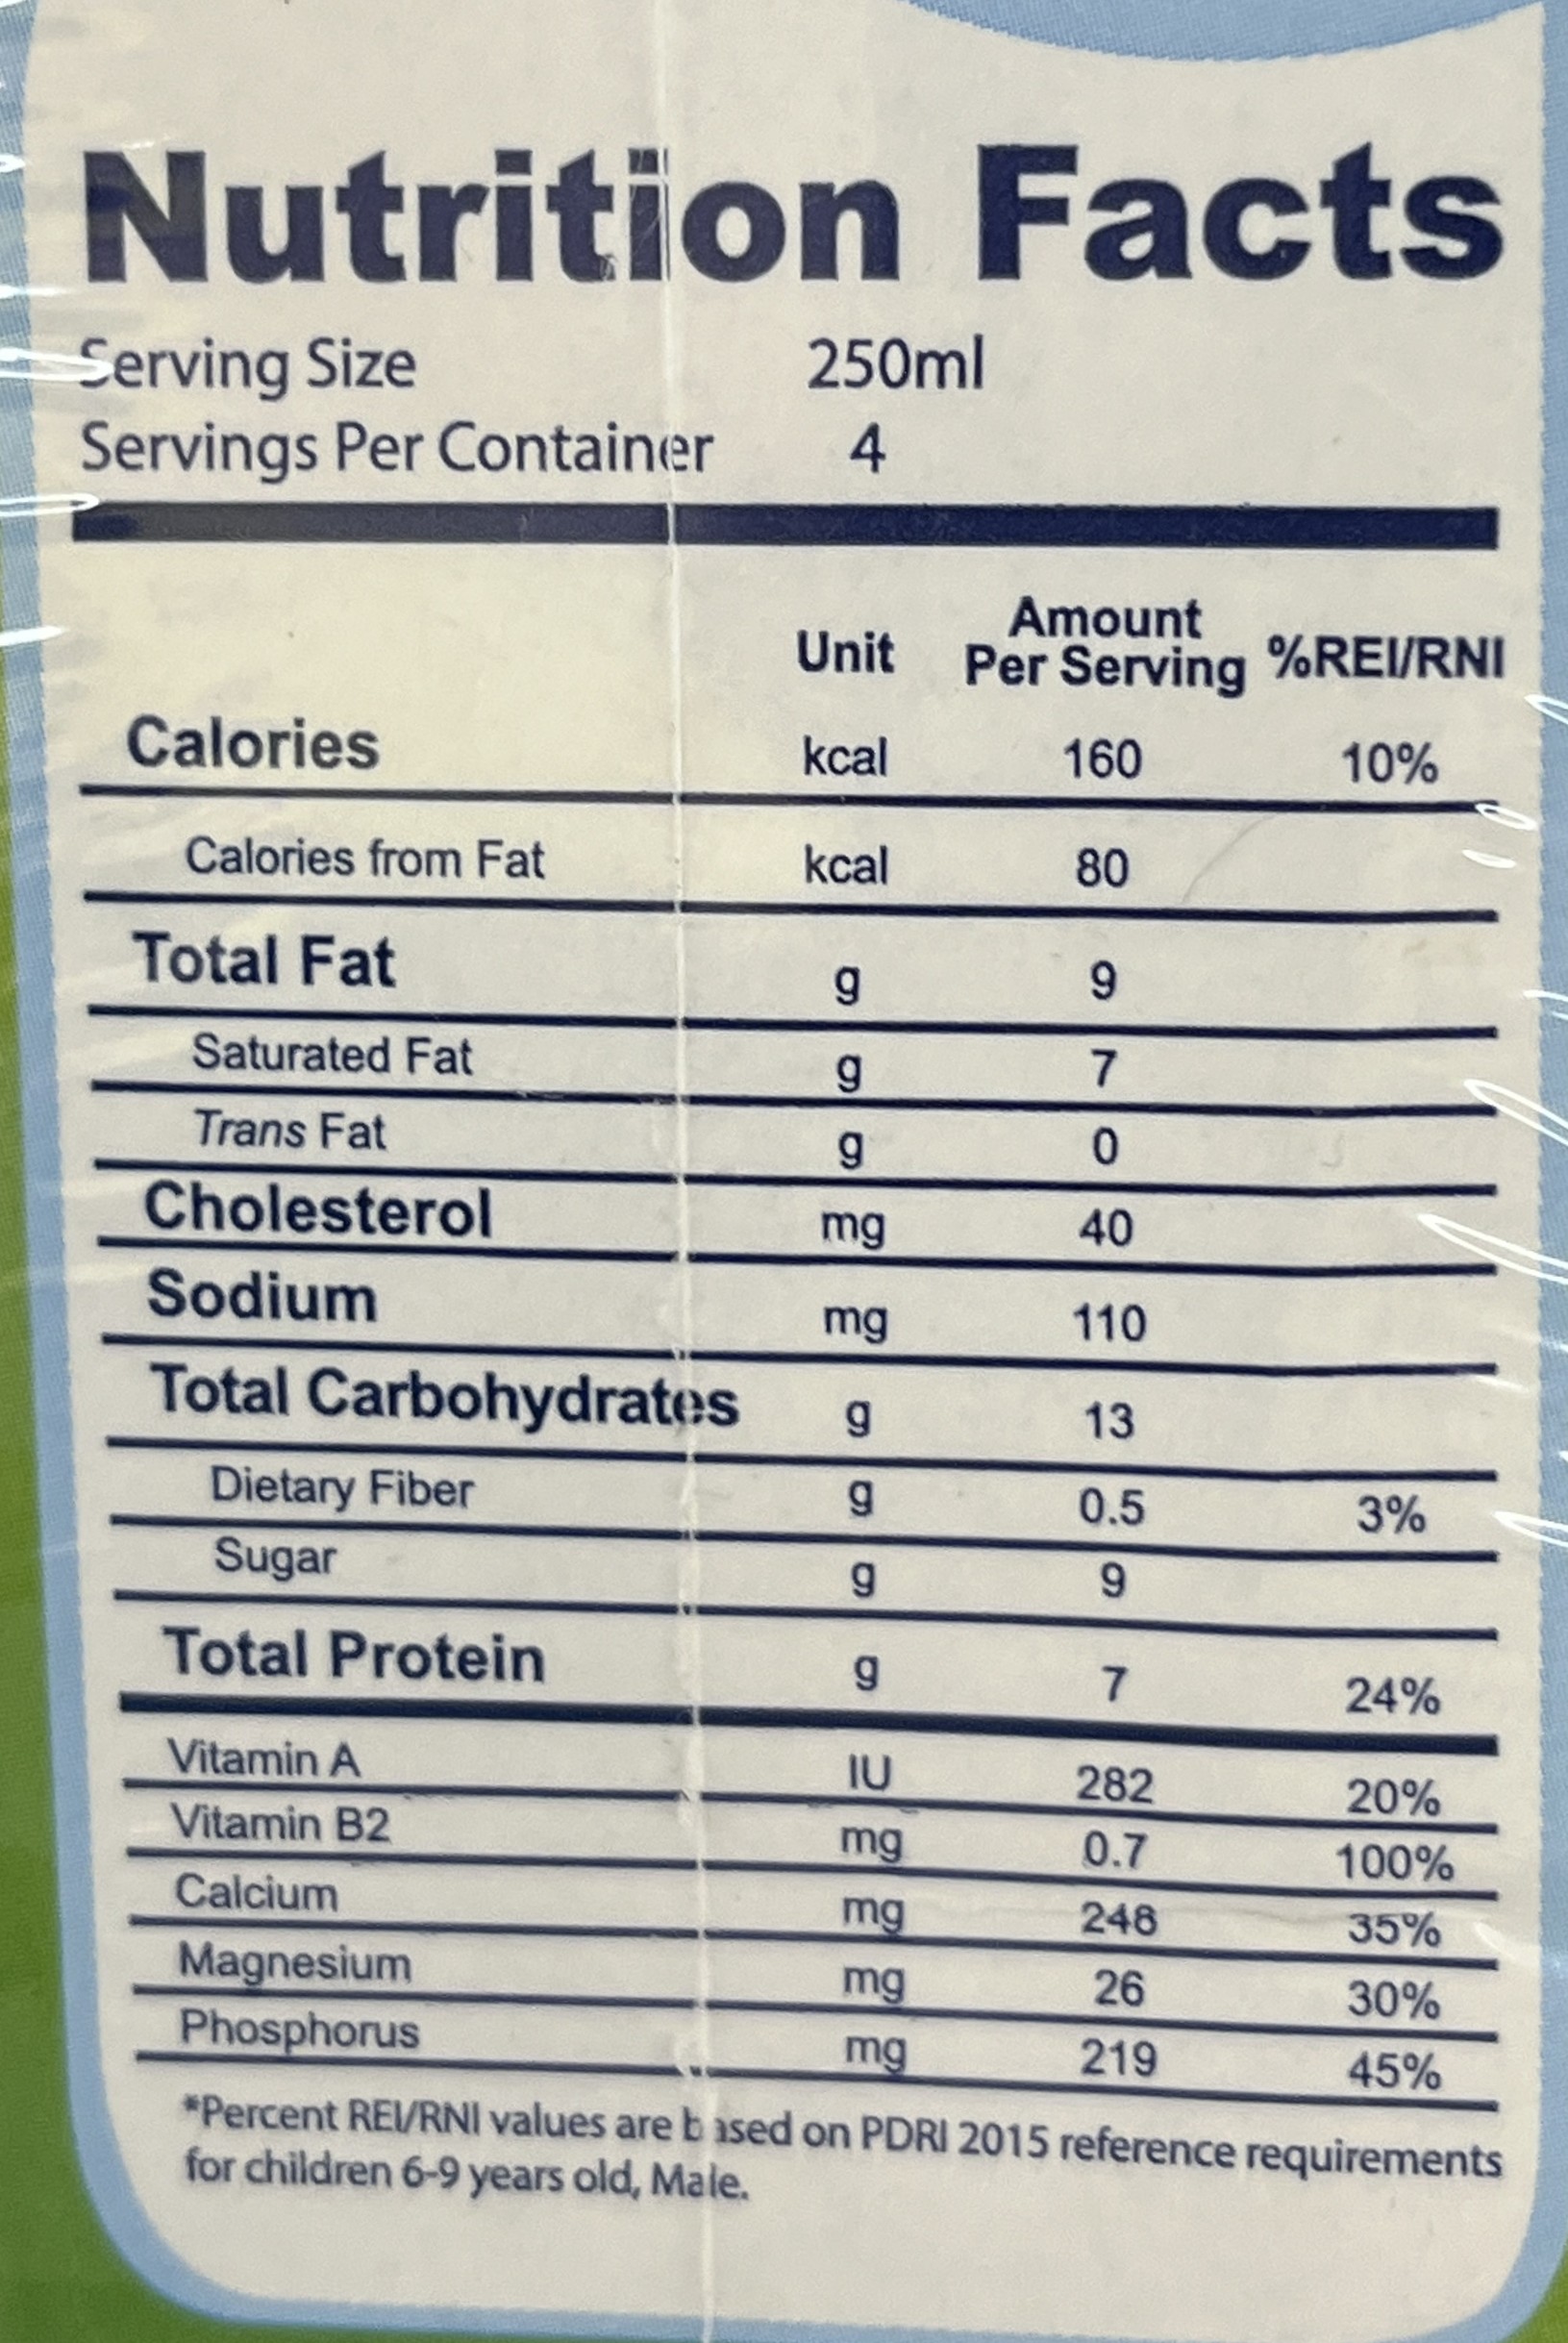 Nutrition Facts
Serving Size 250ml
Servings Per Container 4
Unit Amount Per Serving %REI/RNI
Calories kcal 160 10%
Calories from Fat kcal 80
Total Fat g 9
Saturated Fat g 7
Trans Fat g 0
Cholesterol mg 40
Sodium mg 110
Total Carbohydrates g 13
Dietary Fiber g 0.5 3%
Sugar g 9
Total Protein g 7 24%
Vitamin A IU 282 20%
Vitamin B2 mg 0.7 100%
Calcium mg 248 35%
Magnesium mg 26 30%
Phosphorus mg 219 45%
*Percent REI/RNI values are based on PDRI 2015 reference requirements
for children 6-9 years old, Male.